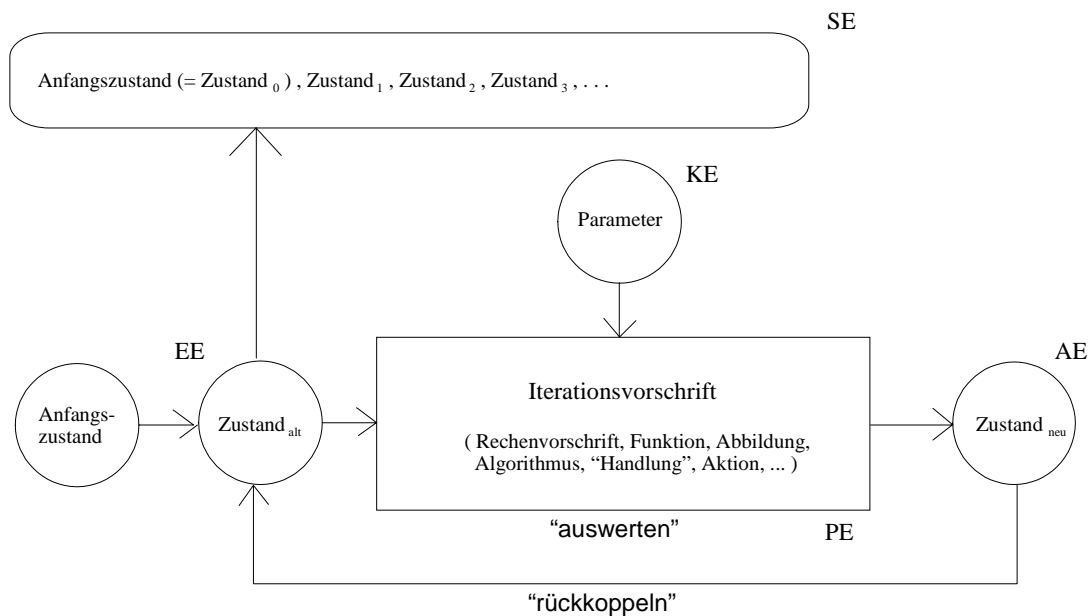 SE
Anfangszustand (= Zustand 0 ) , Zustand 1 , Zustand 2 , Zustand 3 , . . .
KE
Parameter
EE
AE
Anfangs-
zustand
Zustand alt
Iterationsvorschrift
( Rechenvorschrift, Funktion, Abbildung,
Algorithmus, “Handlung”, Aktion, ... )
Zustand neu
“auswerten”
PE
“rückkoppeln”